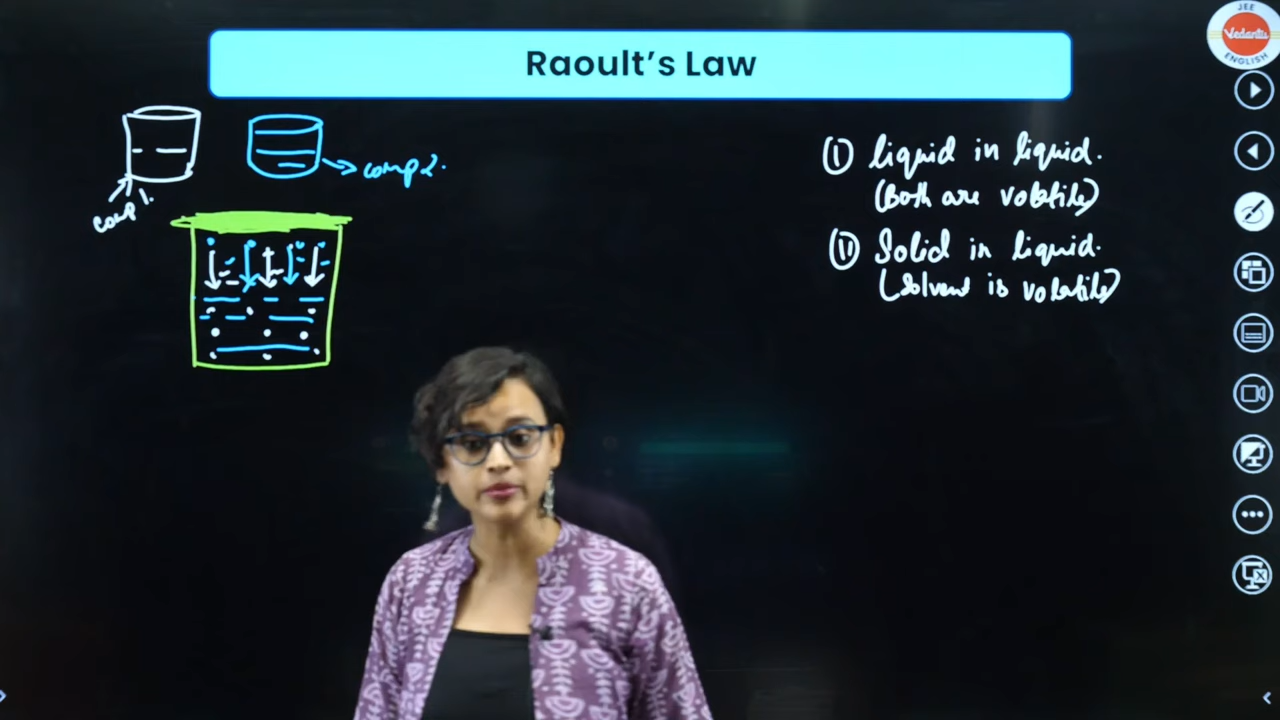 Raoult's Law
JEE
Vedantu
ENGLISH
comp 1.
comp 2.
(I) liquid in liquid.
(Both are volatile)
(II) Solid in liquid.
(Solvent is volatile)